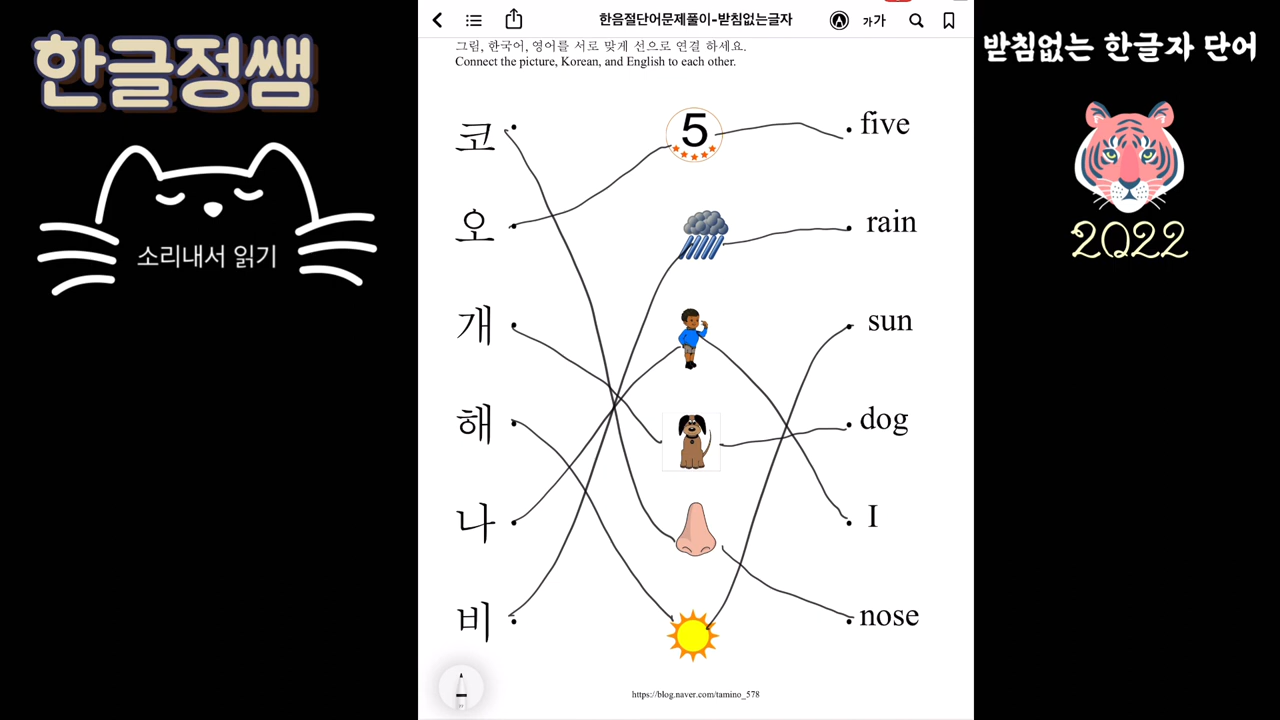 한글정쌤
소리내서 읽기
한음절단어문제풀이-받침없는글자
가가
그림, 한국어, 영어를 서로 맞게 선으로 연결 하세요.
Connect the picture, Korean, and English to each other.
코 5 five
오 rain
개 sun
해 dog
나 I
비 nose
https://blog.naver.com/tamino_578
받침없는 한글자 단어
2022